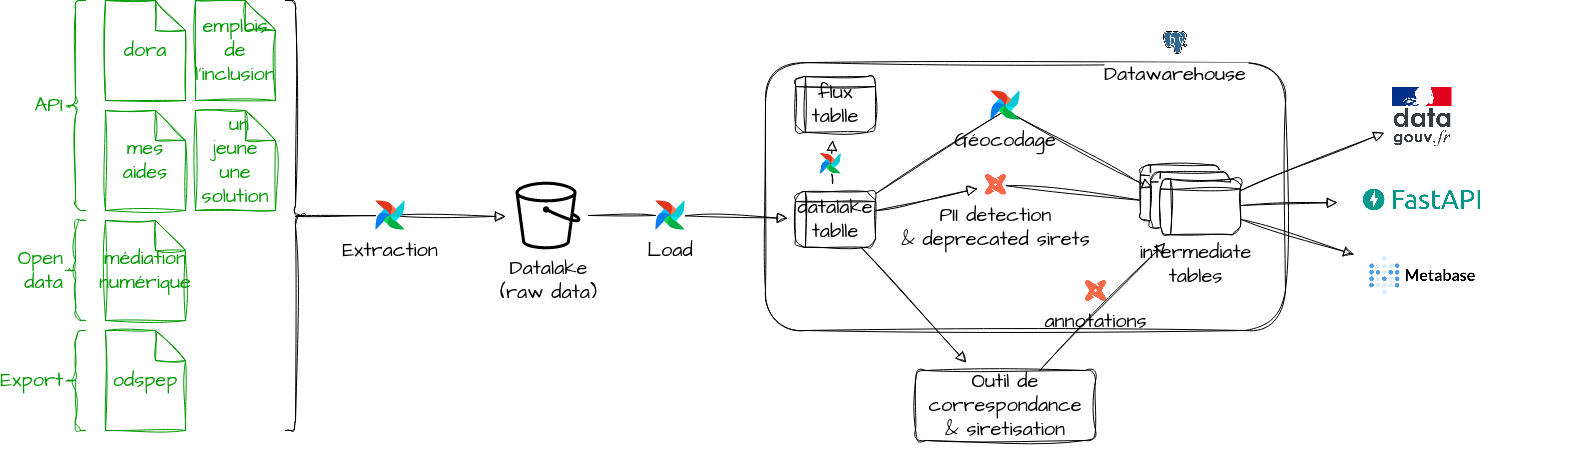 API
dora
emplois
de
l'inclusion
mes
aides
un
jeune
une
solution
Open
data
médiation
numérique
Export
odspep
Extraction
Datalake
(raw data)
Load
Datawarehouse
flux
tablle
datalake
tablle
Géocodage
PII detection
& deprecated sirets
intermediate
tables
annotations
Outil de
correspondance
& siretisation
data
gouv.fr
FastAPI
Metabase